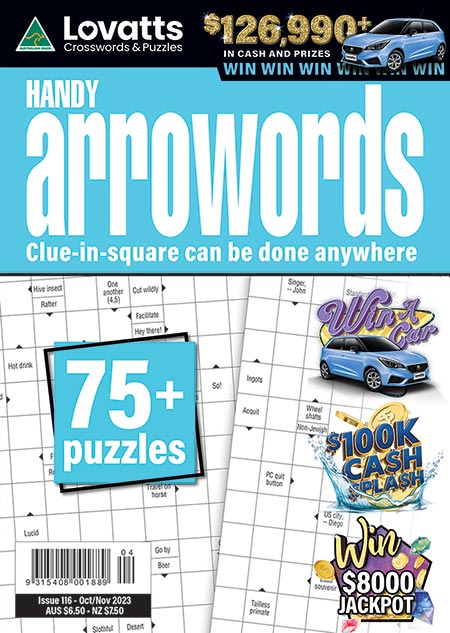 AUSTRALIAN MADE
Lovatts
Crosswords & Puzzles
$126,990+
IN CASH AND PRIZES
WIN WIN WIN WIN WIN WIN
HANDY
arrowords
Clue-in-square can be done anywhere
Hive insect
One another (4,5)
Cut wildly
Rafter
Facilitate
Hey there!
Hot drink
So!
Travel on horse
Lucid
Go by
Beer
Slothful
Desert
Singer, -- John
Ingots
Acquit
Wheel shafts
Non-Jewish
PC quit button
US city, -- Diego
souvenir
Tailless primate
75+
puzzles
Win A
Car
$100K
CASH
SPLASH
Win
$8000
JACKPOT
04
9 315408 001889
Issue 116 - Oct/Nov 2023
AUS $6.50 - NZ $7.50